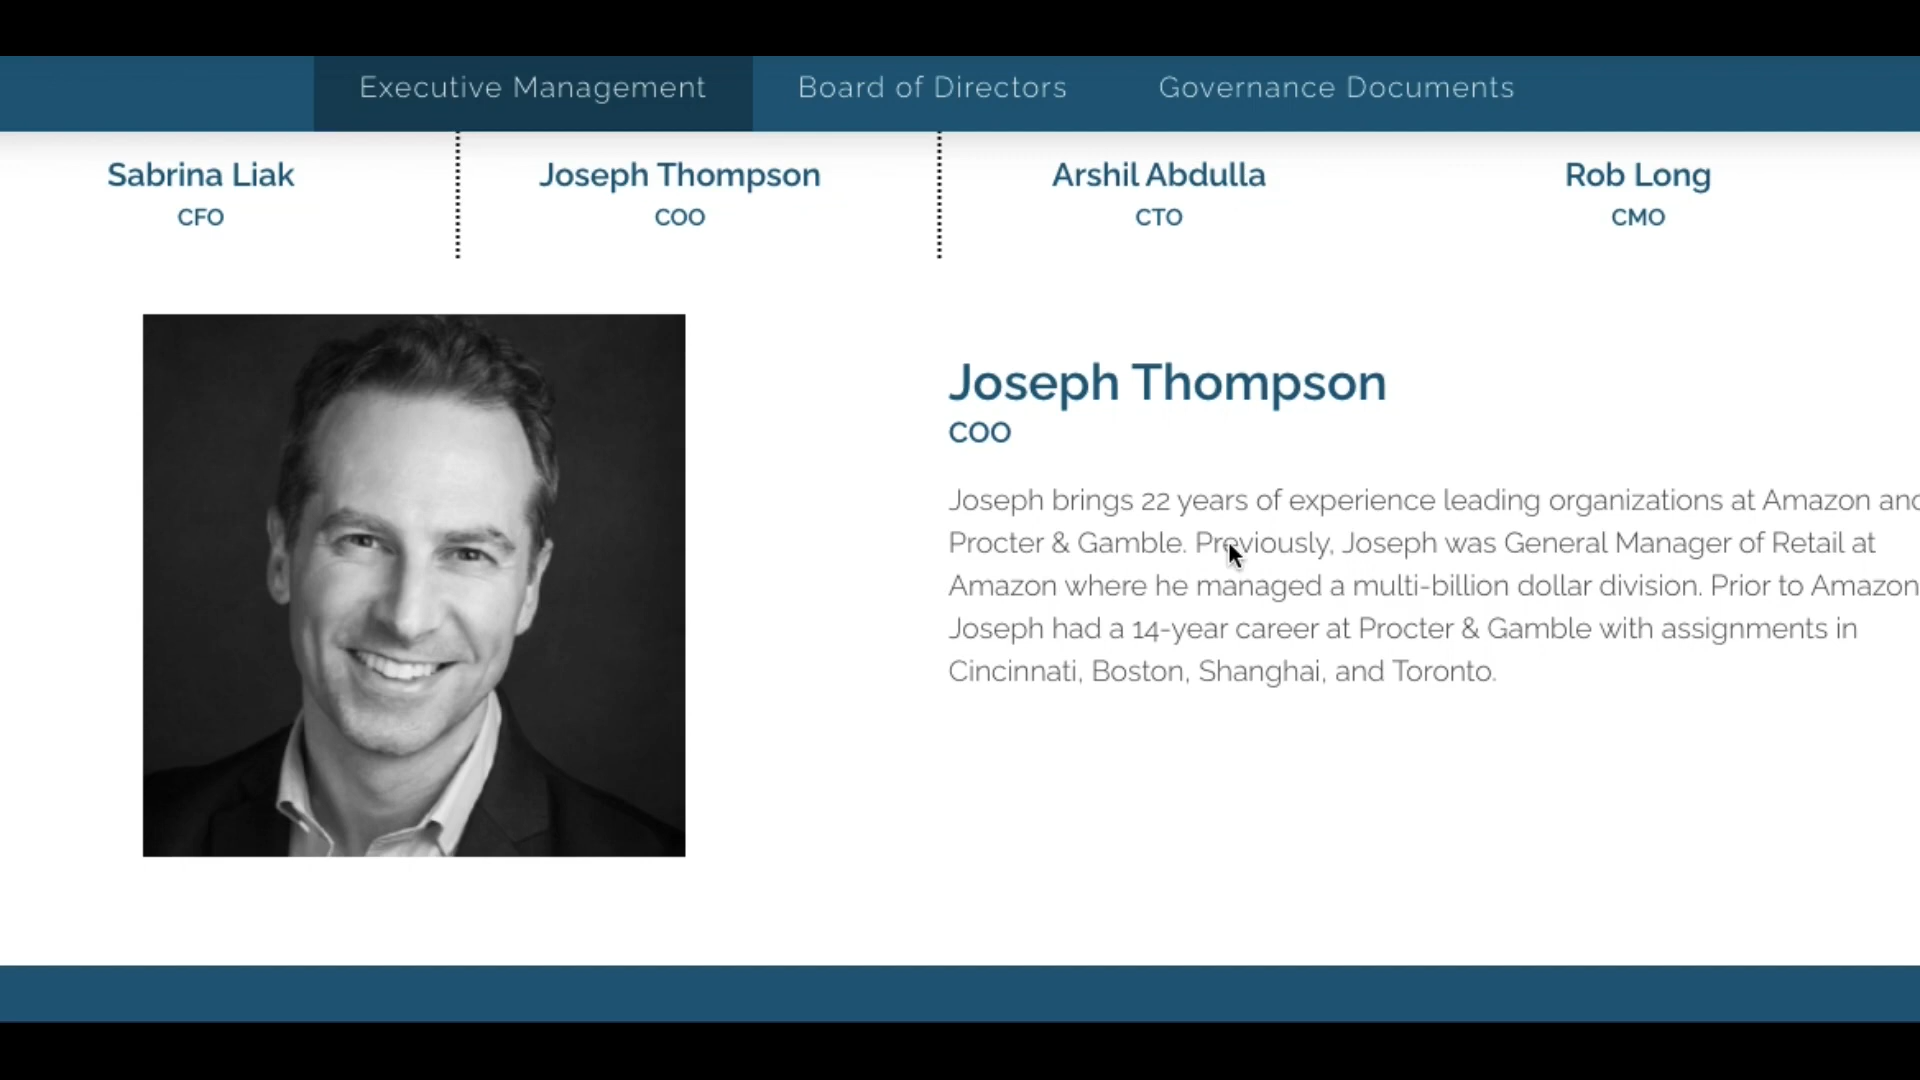 Executive Management Board of Directors Governance Documents
Sabrina Liak Joseph Thompson Arshil Abdulla Rob Long
CFO COO CTO CMO
Joseph Thompson
COO
Joseph brings 22 years of experience leading organizations at Amazon and
Procter & Gamble. Previously, Joseph was General Manager of Retail at
Amazon where he managed a multi-billion dollar division. Prior to Amazon
Joseph had a 14-year career at Procter & Gamble with assignments in
Cincinnati, Boston, Shanghai, and Toronto.